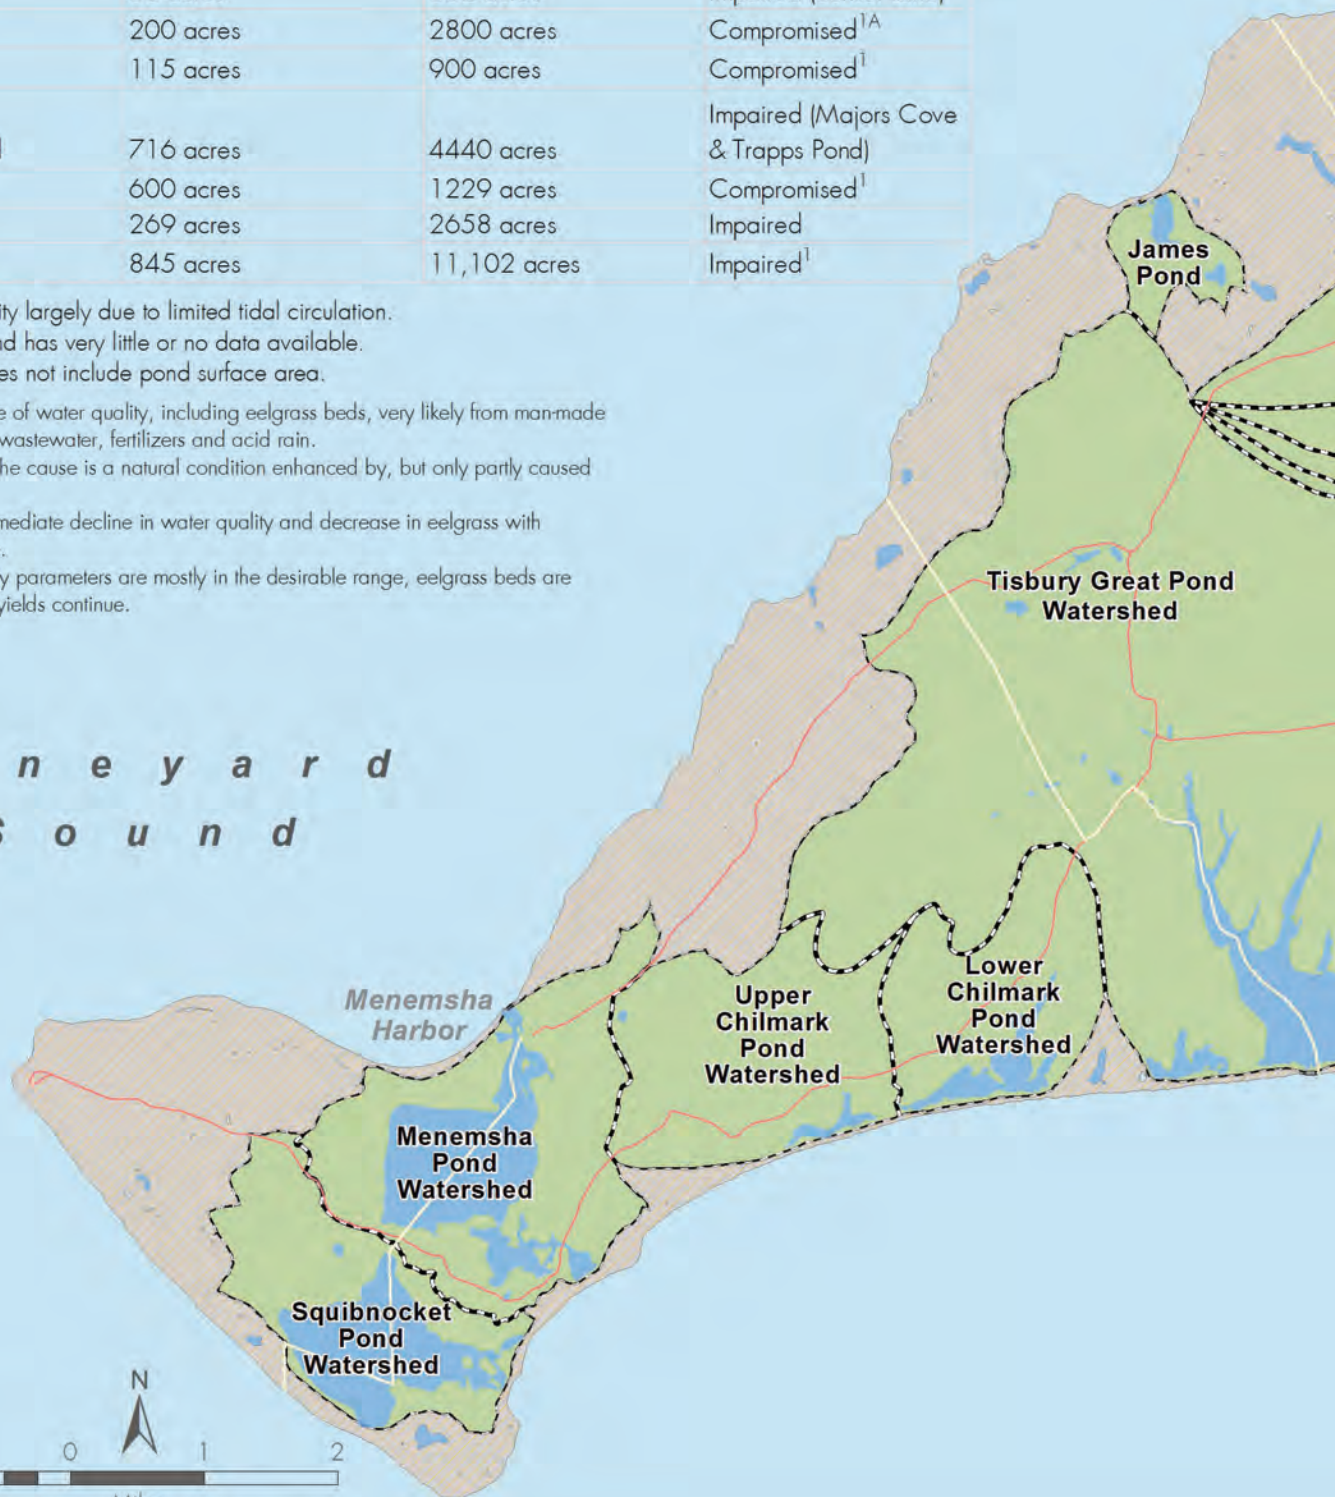 200 acres 2800 acres Compromised1A
115 acres 900 acres Compromised1
Impaired (Majors Cove
716 acres 4440 acres & Trapps Pond)
600 acres 1229 acres Compromised1
269 acres 2658 acres Impaired
845 acres 11,102 acres Impaired1
ity largely due to limited tidal circulation.
nd has very little or no data available.
es not include pond surface area.
e of water quality, including eelgrass beds, very likely from man-made
wastewater, fertilizers and acid rain.
he cause is a natural condition enhanced by, but only partly caused
mediate decline in water quality and decrease in eelgrass with
y parameters are mostly in the desirable range, eelgrass beds are
yields continue.
James
Pond
Tisbury Great Pond
Watershed
n e y a r d
S o u n d
Menemsha
Harbor
Upper
Chilmark
Pond
Watershed
Lower
Chilmark
Pond
Watershed
Menemsha
Pond
Watershed
Squibnocket
Pond
Watershed
N
0 1 2